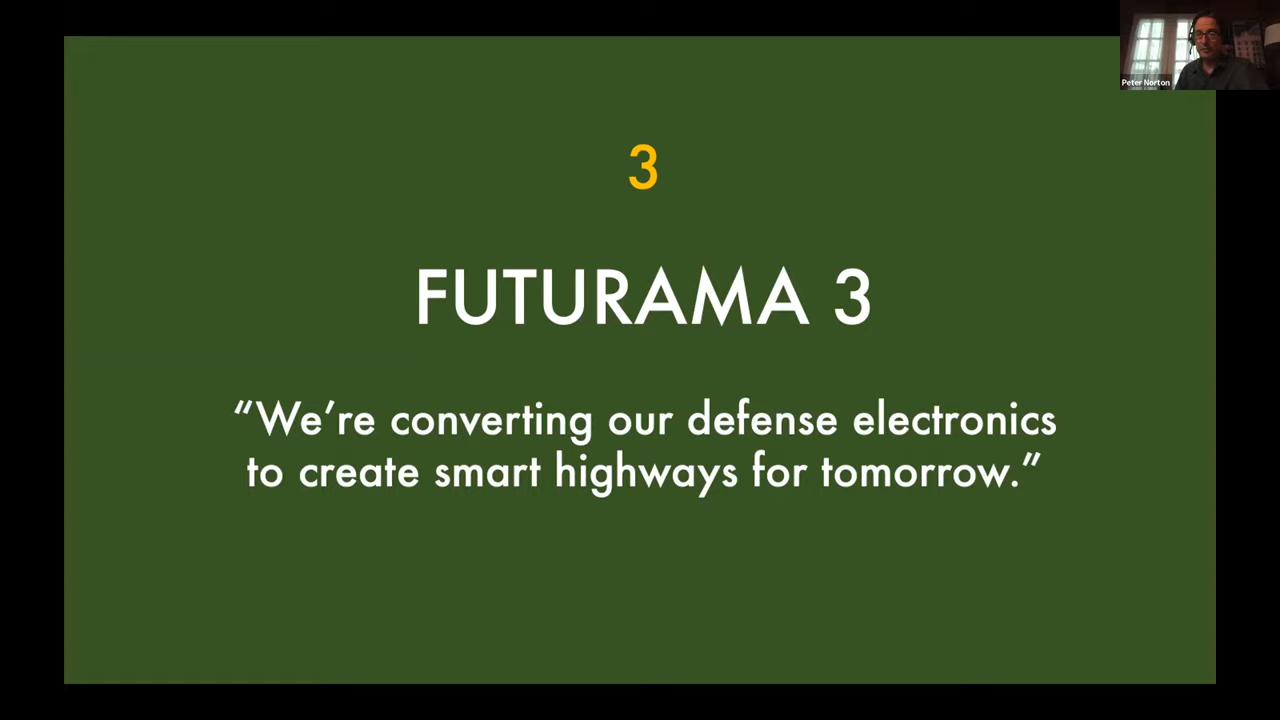 Peter Norton
3
FUTURAMA 3
“We’re converting our defense electronics
to create smart highways for tomorrow.”